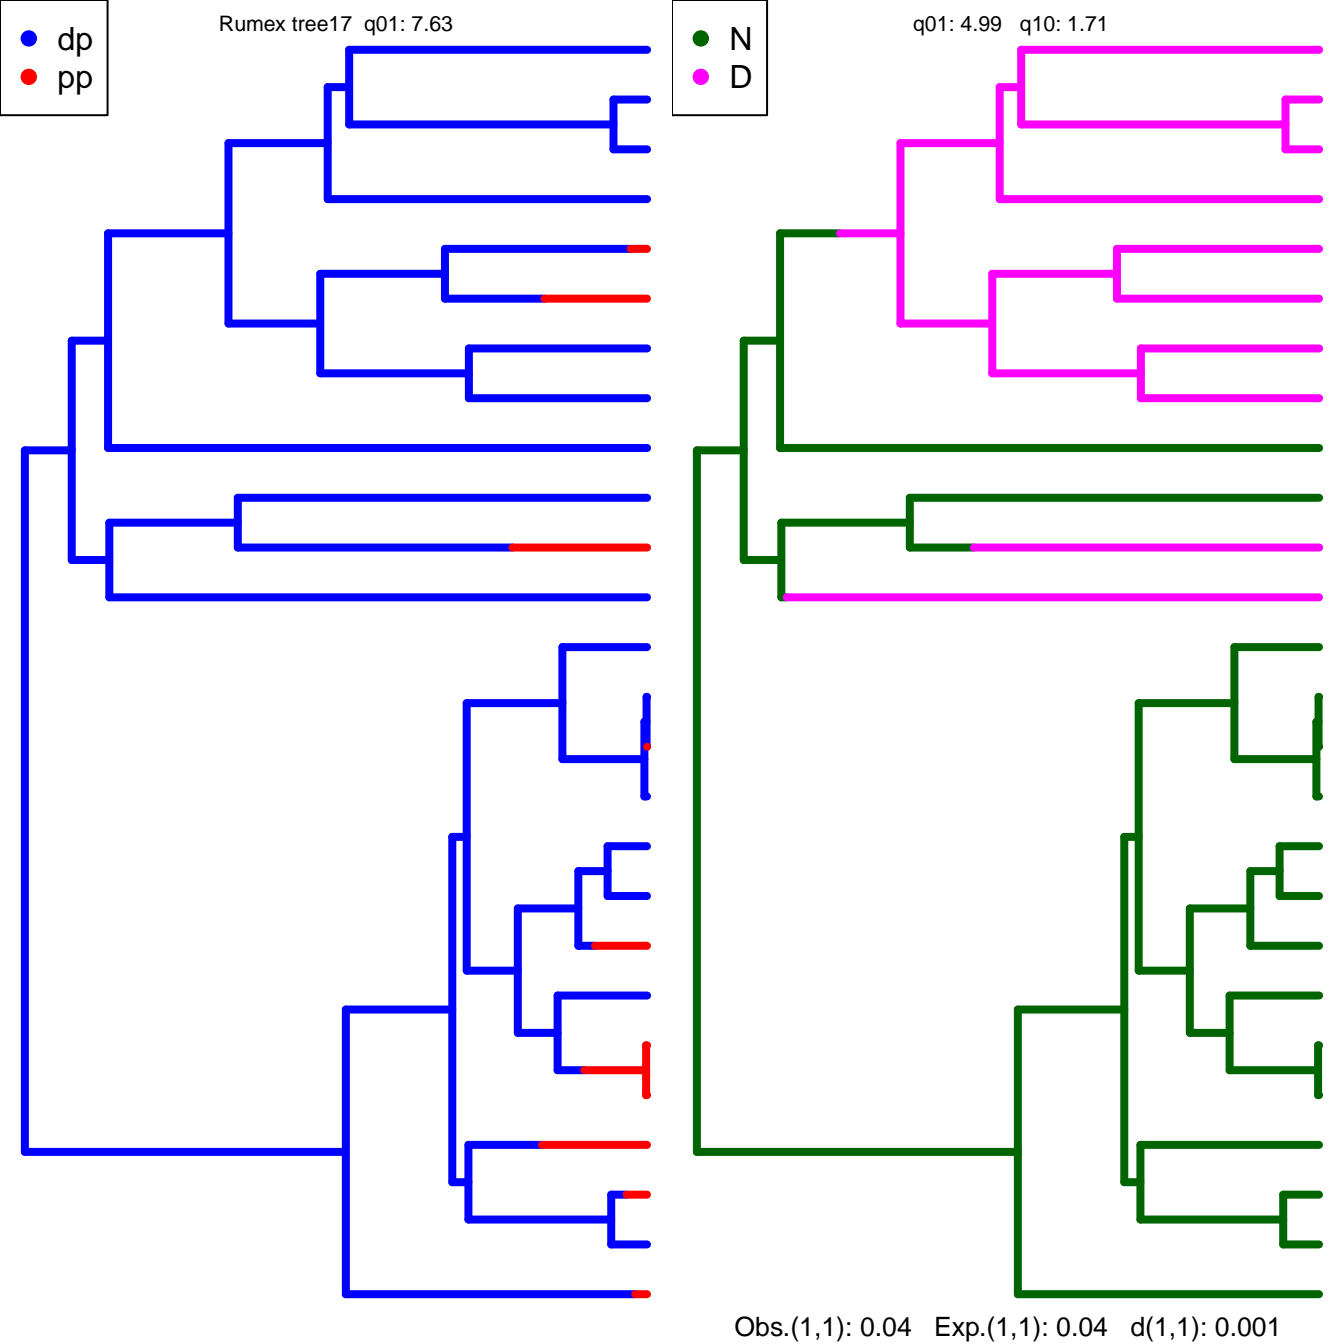 Rumex tree17 q01: 7.63
dp
pp
q01: 4.99 q10: 1.71
N
D
Obs.(1,1): 0.04 Exp.(1,1): 0.04 d(1,1): 0.001